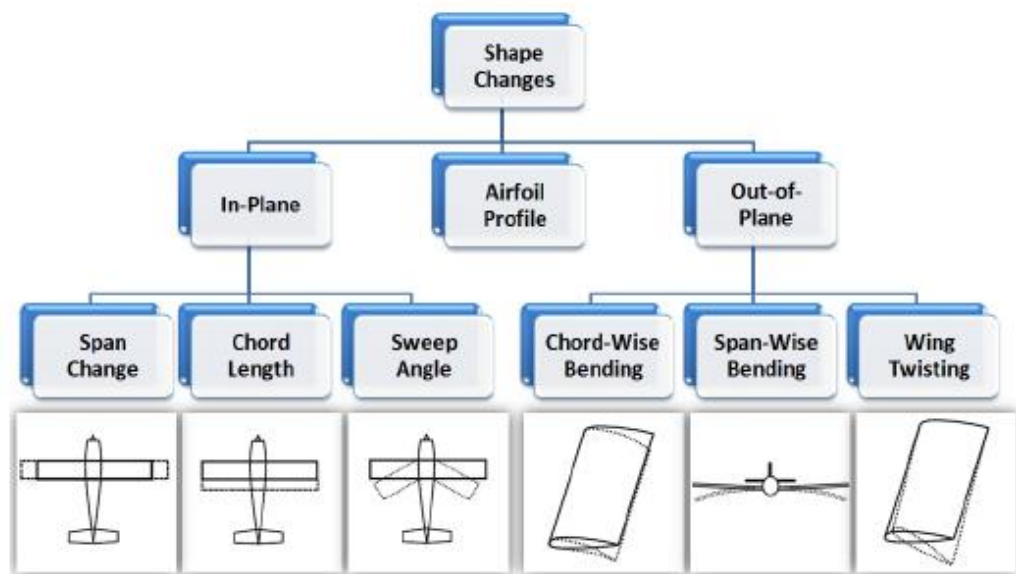 Shape
Changes
In-Plane
Airfoil
Profile
Out-of-
Plane
Span
Change
Chord
Length
Sweep
Angle
Chord-Wise
Bending
Span-Wise
Bending
Wing
Twisting